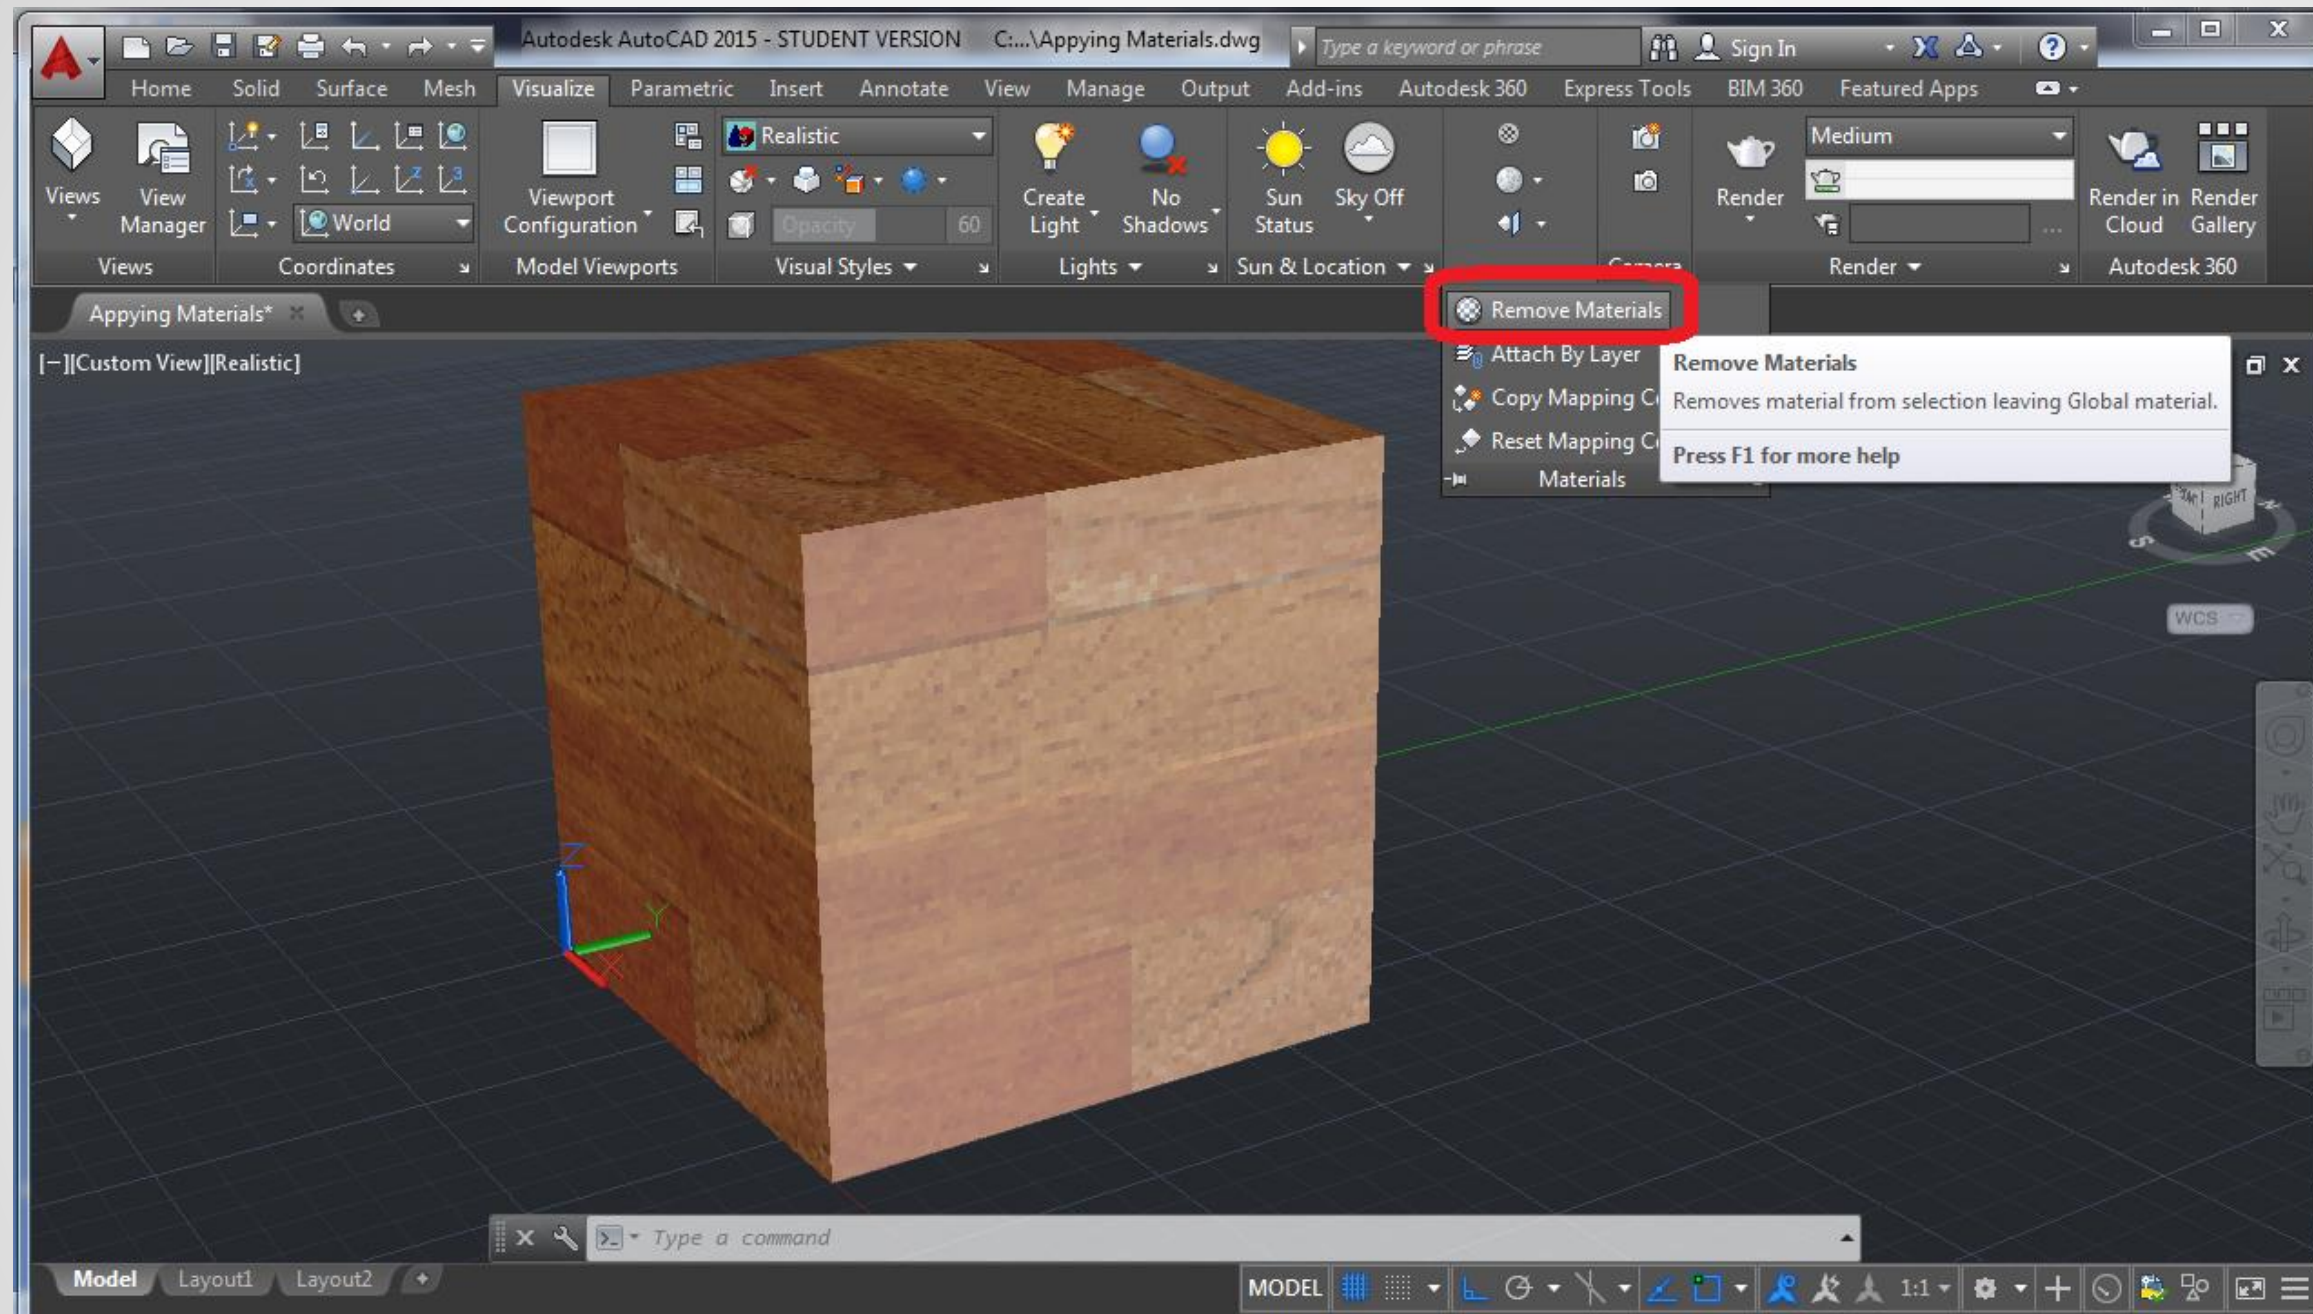 Autodesk AutoCAD 2015 - STUDENT VERSION C:...\Appying Materials.dwg
Type a keyword or phrase
Sign In
Home Solid Surface Mesh Visualize Parametric Insert Annotate View Manage Output Add-ins Autodesk 360 Express Tools BIM 360 Featured Apps
Views
View
Manager
World
Viewport
Configuration
Realistic
Opacity 60
Create
Light
No
Shadows
Sun
Status
Sky Off
Render
Medium
Render in
Cloud
Render
Gallery
Views Coordinates Model Viewports Visual Styles Lights Sun & Location Camera Render Autodesk 360
Appying Materials*
Remove Materials
Attach By Layer
Copy Mapping C
Reset Mapping C
Materials
Remove Materials
Removes material from selection leaving Global material.
Press F1 for more help
[−][Custom View][Realistic]
RIGHT
S
E
N
WCS
Z
Y
X
Type a command
Model Layout1 Layout2
MODEL 1:1